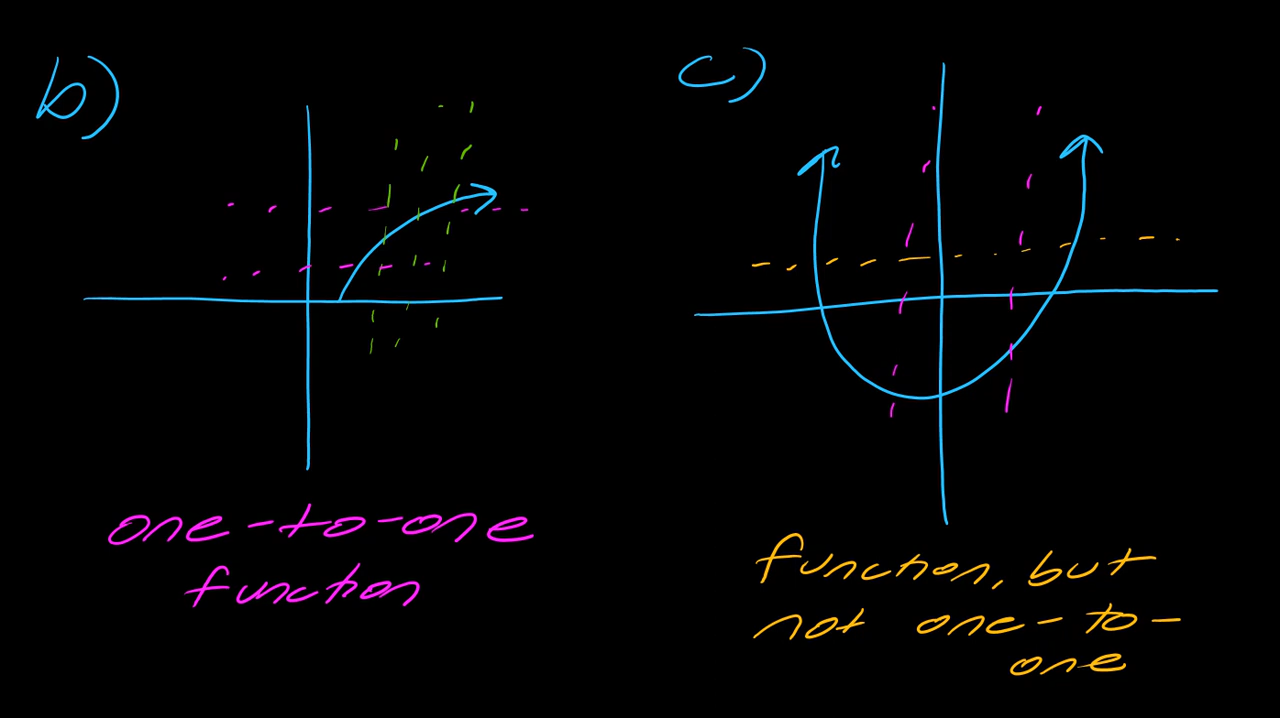 b)
c)
one-to-one
function
function, but
not one-to-
one